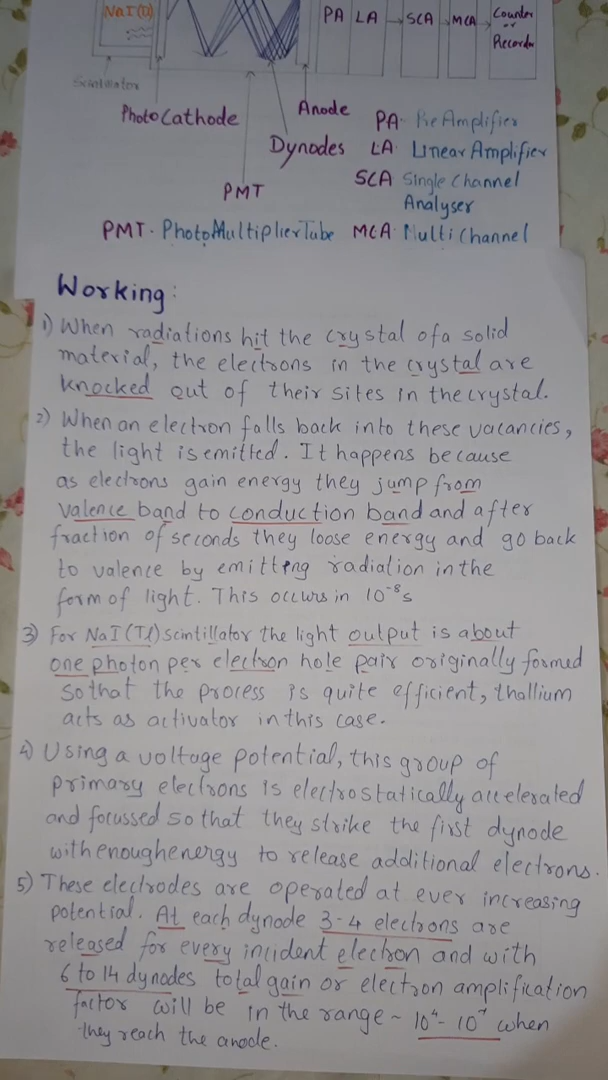 NaI(Tl)
PA LA SCA MCA Counter
or
Recorder
Scintillator
PhotoCathode
Anode
Dynodes
PMT
PMT - PhotoMultiplierTube
PA- PreAmplifier
LA- Linear Amplifier
SCA Single Channel
Analyser
MCA- Multi Channel
Working:
1) When radiations hit the crystal of a solid
material, the electrons in the crystal are
knocked out of their sites in the crystal.
2) When an electron falls back into these vacancies,
the light is emitted. It happens because
as electrons gain energy they jump from
valence band to conduction band and after
fraction of seconds they loose energy and go back
to valence by emitting radiation in the
form of light. This occurs in 10⁻⁸s
3) For NaI(Tl) scintillator the light output is about
one photon per electron hole pair originally formed
so that the process is quite efficient, thallium
acts as activator in this case.
4) Using a voltage potential, this group of
primary electrons is electrostatically accelerated
and focussed so that they strike the first dynode
with enough energy to release additional electrons.
5) These electrodes are operated at ever increasing
potential. At each dynode 3-4 electrons are
released for every incident electron and with
6 to 14 dynodes total gain or electron amplification
factor will be in the range ~ 10⁴- 10⁷ when
they reach the anode.